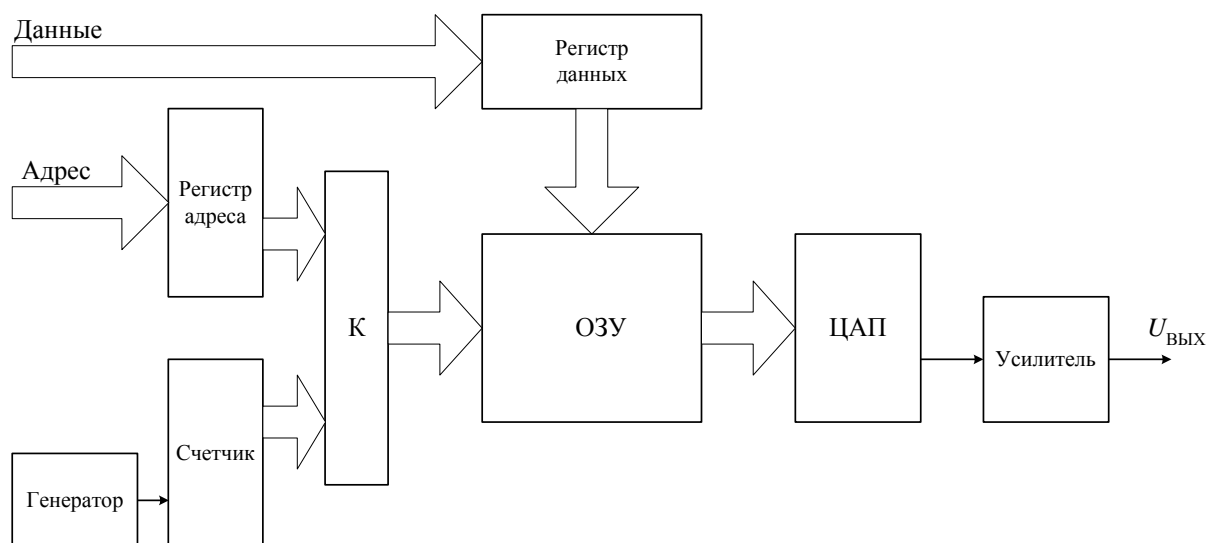 Данные
Регистр
данных
Адрес
Регистр
адреса
К
ОЗУ
ЦАП
Усилитель
Uвых
Счетчик
Генератор